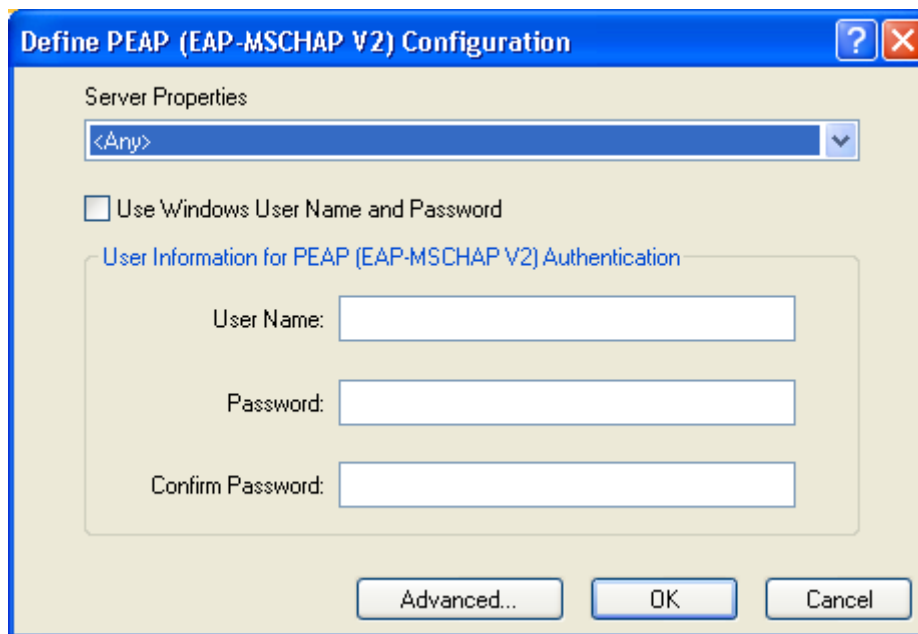 Define PEAP (EAP-MSCHAP V2) Configuration
Server Properties
<Any>
Use Windows User Name and Password
User Information for PEAP (EAP-MSCHAP V2) Authentication
User Name:
Password:
Confirm Password:
Advanced... OK Cancel